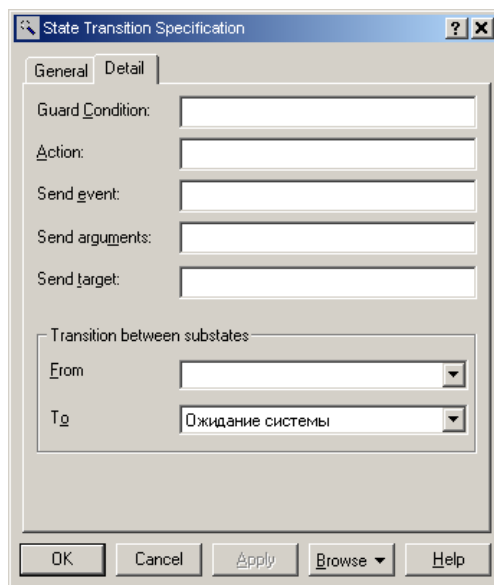 State Transition Specification
General Detail
Guard Condition:
Action:
Send event:
Send arguments:
Send target:
Transition between substates
From
To Ожидание системы
OK Cancel Apply Browse Help